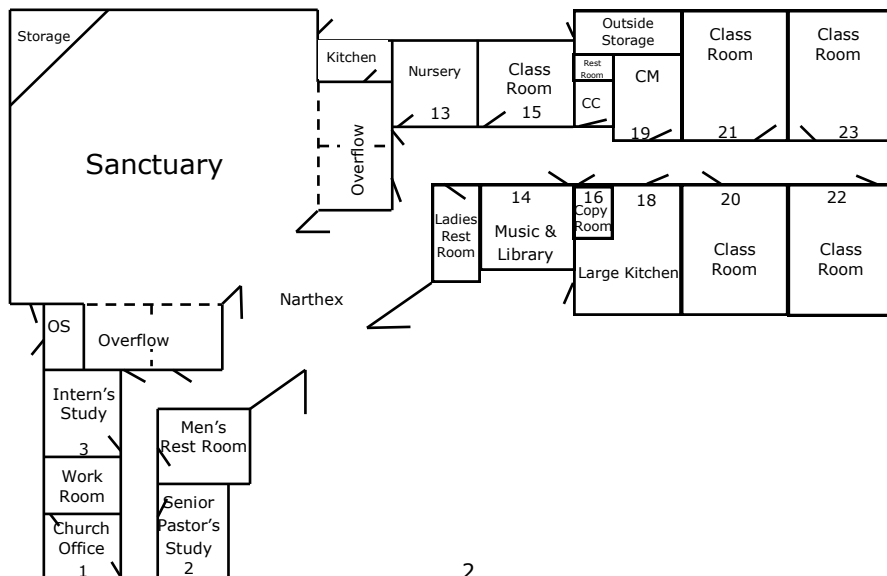 Storage
Sanctuary
Kitchen
Overflow
Nursery
13
Class
Room
15
Outside
Storage
Rest
Room
CC
CM
19
Class
Room
21
Class
Room
23
Ladies
Rest
Room
14
Music &
Library
16
Copy
Room
18
Large Kitchen
20
Class
Room
22
Class
Room
Narthex
OS
Overflow
Intern's
Study
3
Work
Room
Church
Office
1
Men's
Rest Room
Senior
Pastor's
Study
2
2